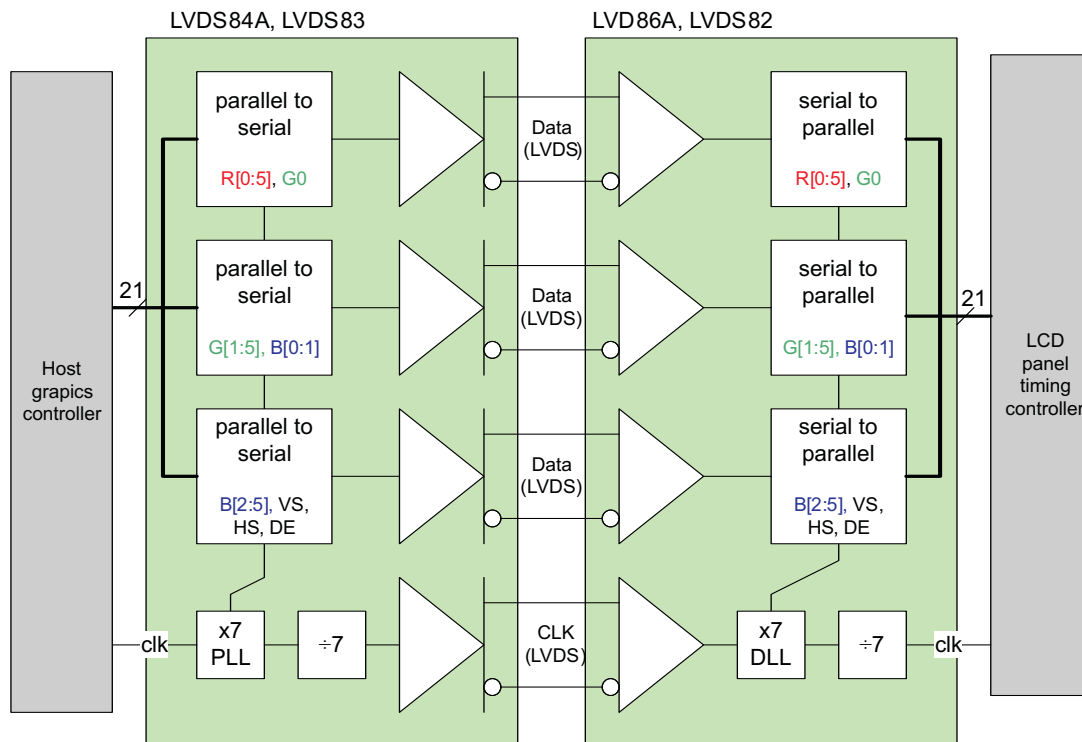 LVDS84A, LVDS83
LVD86A, LVDS82
parallel to
serial
R[0:5], G0
Data
(LVDS)
serial to
parallel
R[0:5], G0
21
parallel to
serial
G[1:5], B[0:1]
Data
(LVDS)
serial to
parallel
G[1:5], B[0:1]
21
Host
grapics
controller
LCD
panel
timing
controller
parallel to
serial
B[2:5], VS,
HS, DE
Data
(LVDS)
serial to
parallel
B[2:5], VS,
HS, DE
clk
x7
PLL
÷7
CLK
(LVDS)
x7
DLL
÷7
clk